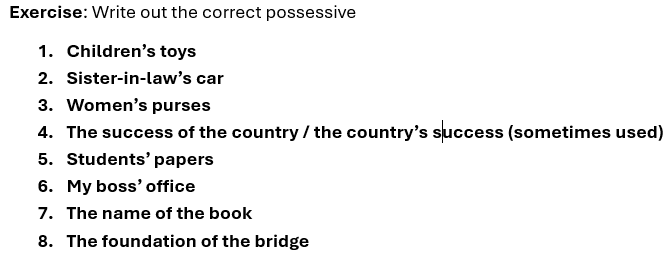 Exercise: Write out the correct possessive
1. Children’s toys
2. Sister-in-law’s car
3. Women’s purses
4. The success of the country / the country’s success (sometimes used)
5. Students’ papers
6. My boss’ office
7. The name of the book
8. The foundation of the bridge